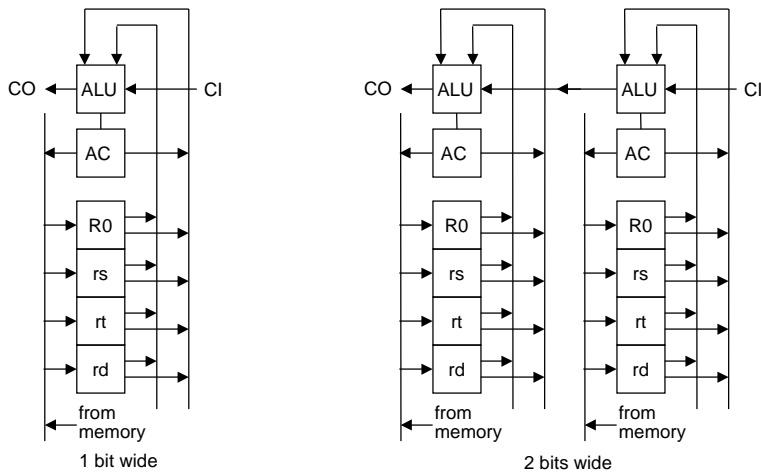 CO
ALU
CI
AC
R0
rs
rt
rd
from
memory
1 bit wide
CO
ALU
ALU
CI
AC
AC
R0
R0
rs
rs
rt
rt
rd
rd
from
memory
from
memory
2 bits wide